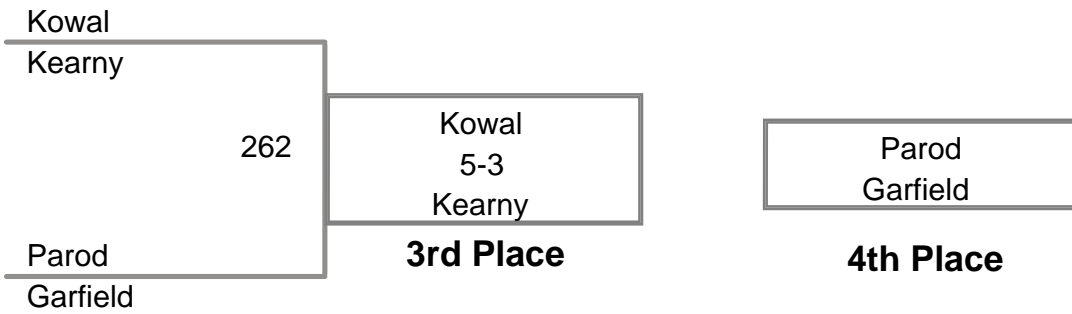 Kowal
Kearny
262
Kowal
5-3
Kearny
3rd Place
Parod
Garfield
4th Place
Parod
Garfield